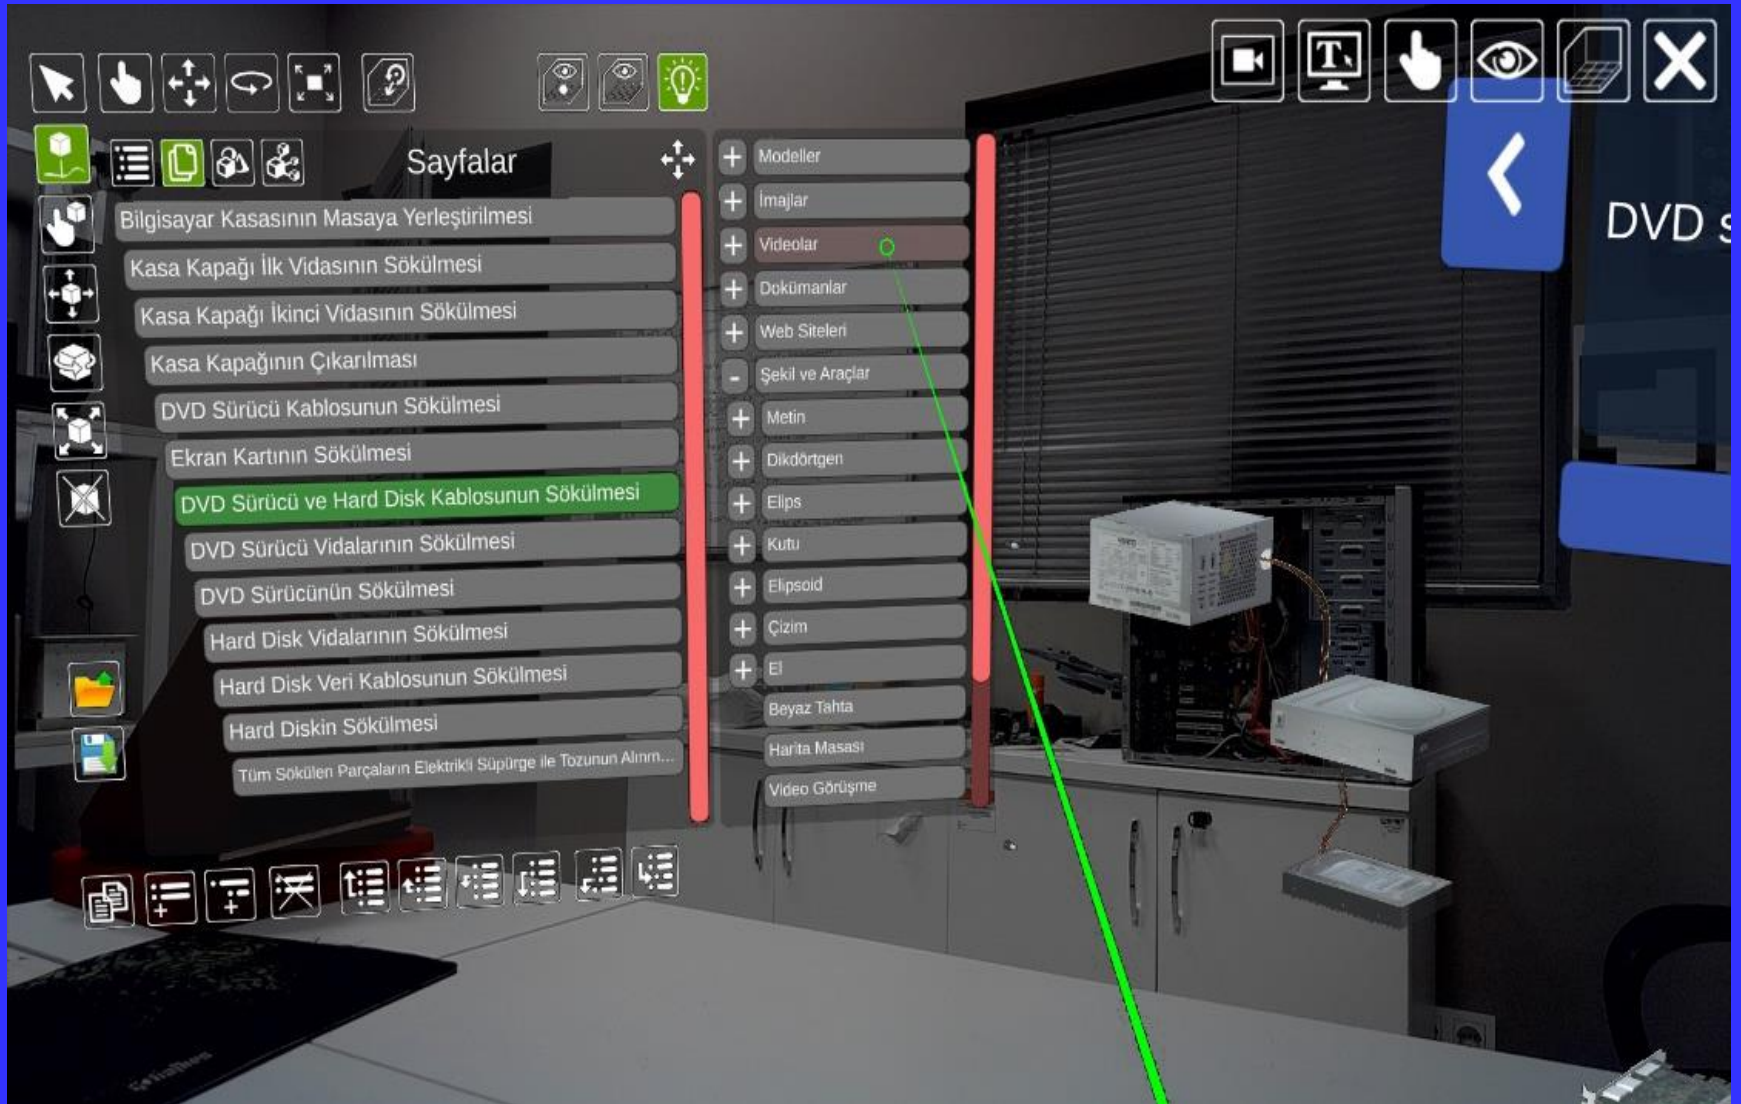 Sayfalar
Bilgisayar Kasasının Masaya Yerleştirilmesi
Kasa Kapağı İlk Vidasının Sökülmesi
Kasa Kapağı İkinci Vidasının Sökülmesi
Kasa Kapağının Çıkarılması
DVD Sürücü Kablosunun Sökülmesi
Ekran Kartının Sökülmesi
DVD Sürücü ve Hard Disk Kablosunun Sökülmesi
DVD Sürücü Vidalarının Sökülmesi
DVD Sürücünün Sökülmesi
Hard Disk Vidalarının Sökülmesi
Hard Disk Veri Kablosunun Sökülmesi
Hard Diskin Sökülmesi
Tüm Sökülen Parçaların Elektrikli Süpürge ile Tozunun Alınm...
+ Modeller
+ İmajlar
+ Videolar
+ Dokümanlar
+ Web Siteleri
- Şekil ve Araçlar
+ Metin
+ Dikdörtgen
+ Elips
+ Kutu
+ Elipsoid
+ Çizim
+ El
Beyaz Tahta
Harita Masası
Video Görüşme
DVD s